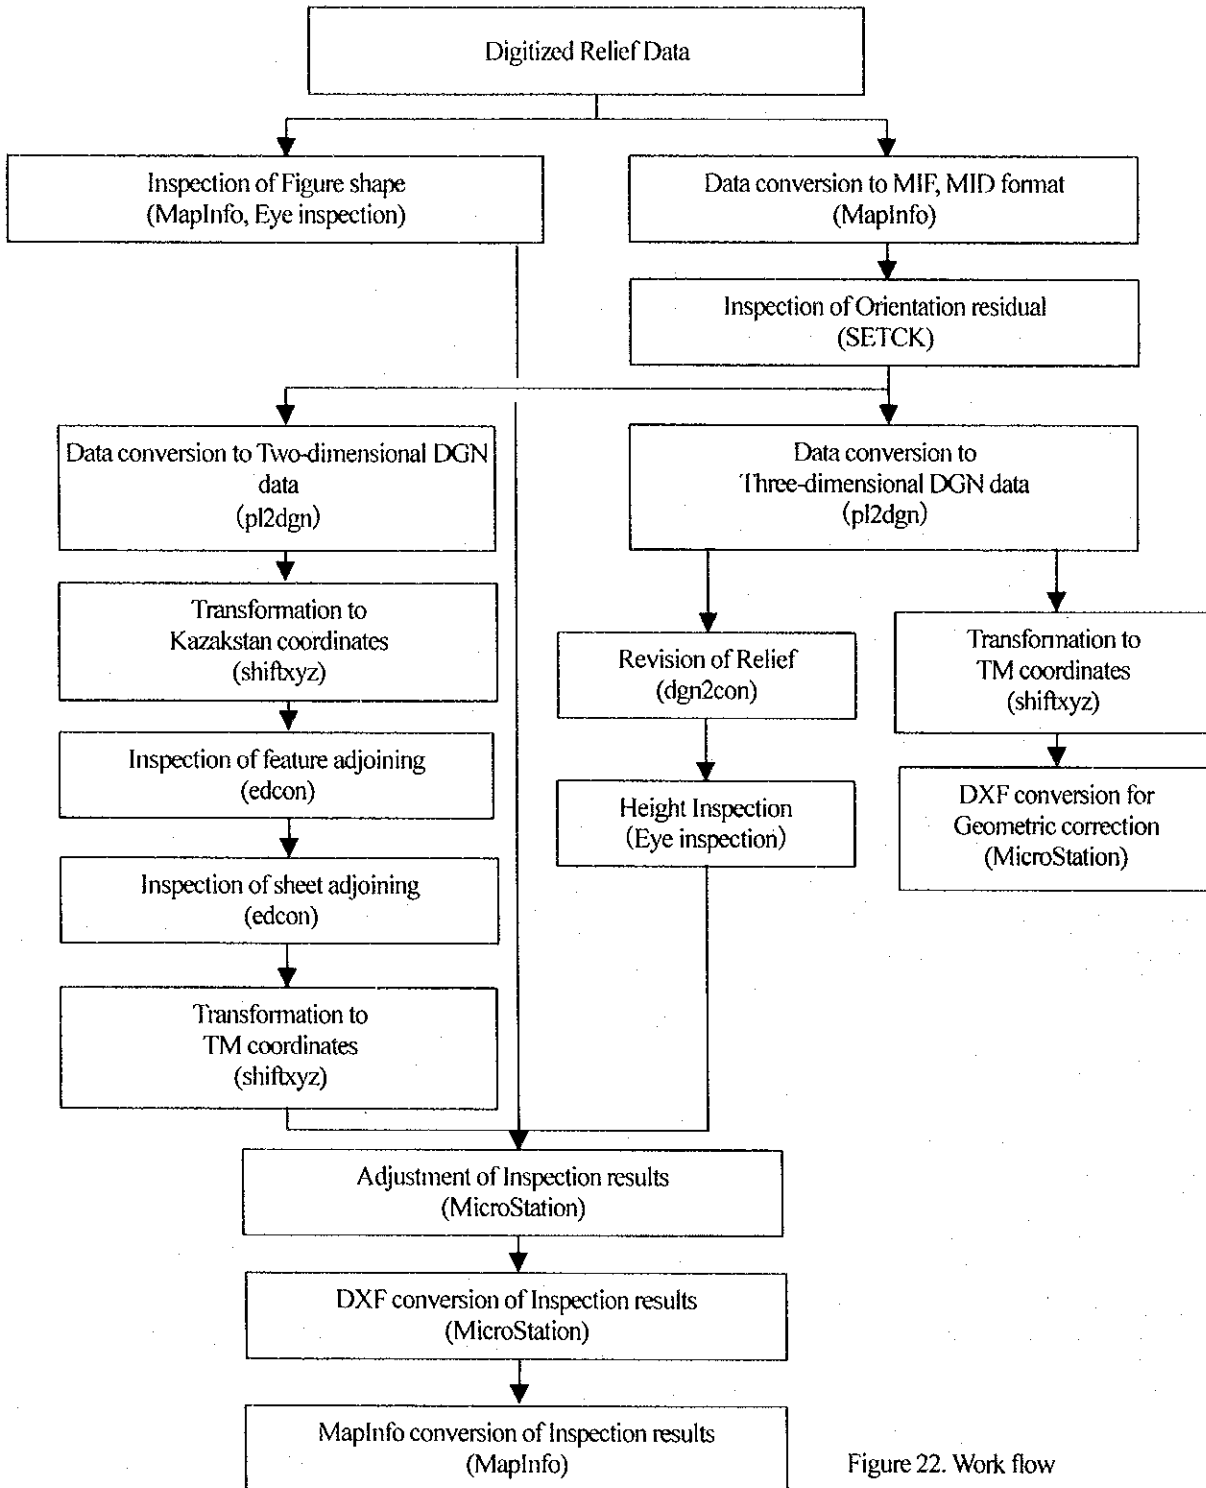 Digitized Relief Data
Inspection of Figure shape
(MapInfo, Eye inspection)
Data conversion to MIF, MID format
(MapInfo)
Inspection of Orientation residual
(SETCK)
Data conversion to Two-dimensional DGN
data
(pl2dgn)
Data conversion to
Three-dimensional DGN data
(pl2dgn)
Transformation to
Kazakstan coordinates
(shiftxyz)
Revision of Relief
(dgn2con)
Transformation to
TM coordinates
(shiftxyz)
Inspection of feature adjoining
(edcon)
Height Inspection
(Eye inspection)
DXF conversion for
Geometric correction
(MicroStation)
Inspection of sheet adjoining
(edcon)
Transformation to
TM coordinates
(shiftxyz)
Adjustment of Inspection results
(MicroStation)
DXF conversion of Inspection results
(MicroStation)
MapInfo conversion of Inspection results
(MapInfo)
Figure 22. Work flow